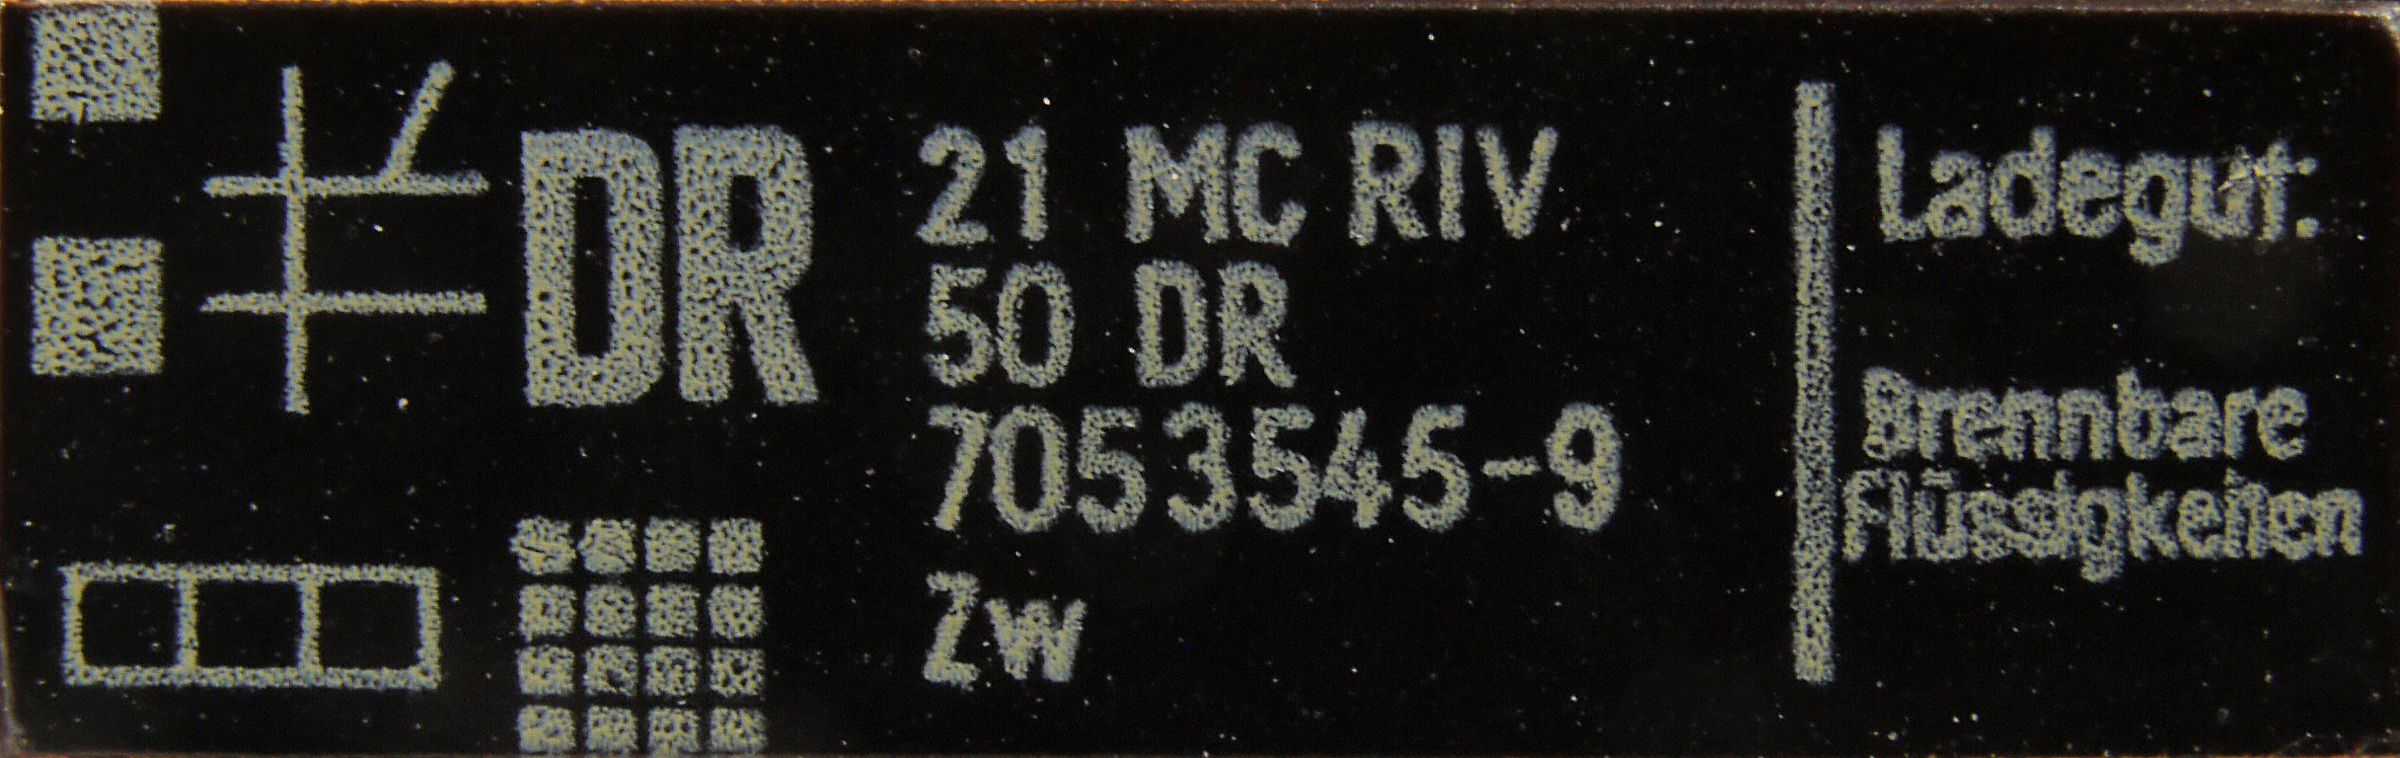 DR
21 MC RIV
50 DR
7053545-9
Zw
Ladegut:
Brennbare
Flüssigkeiten